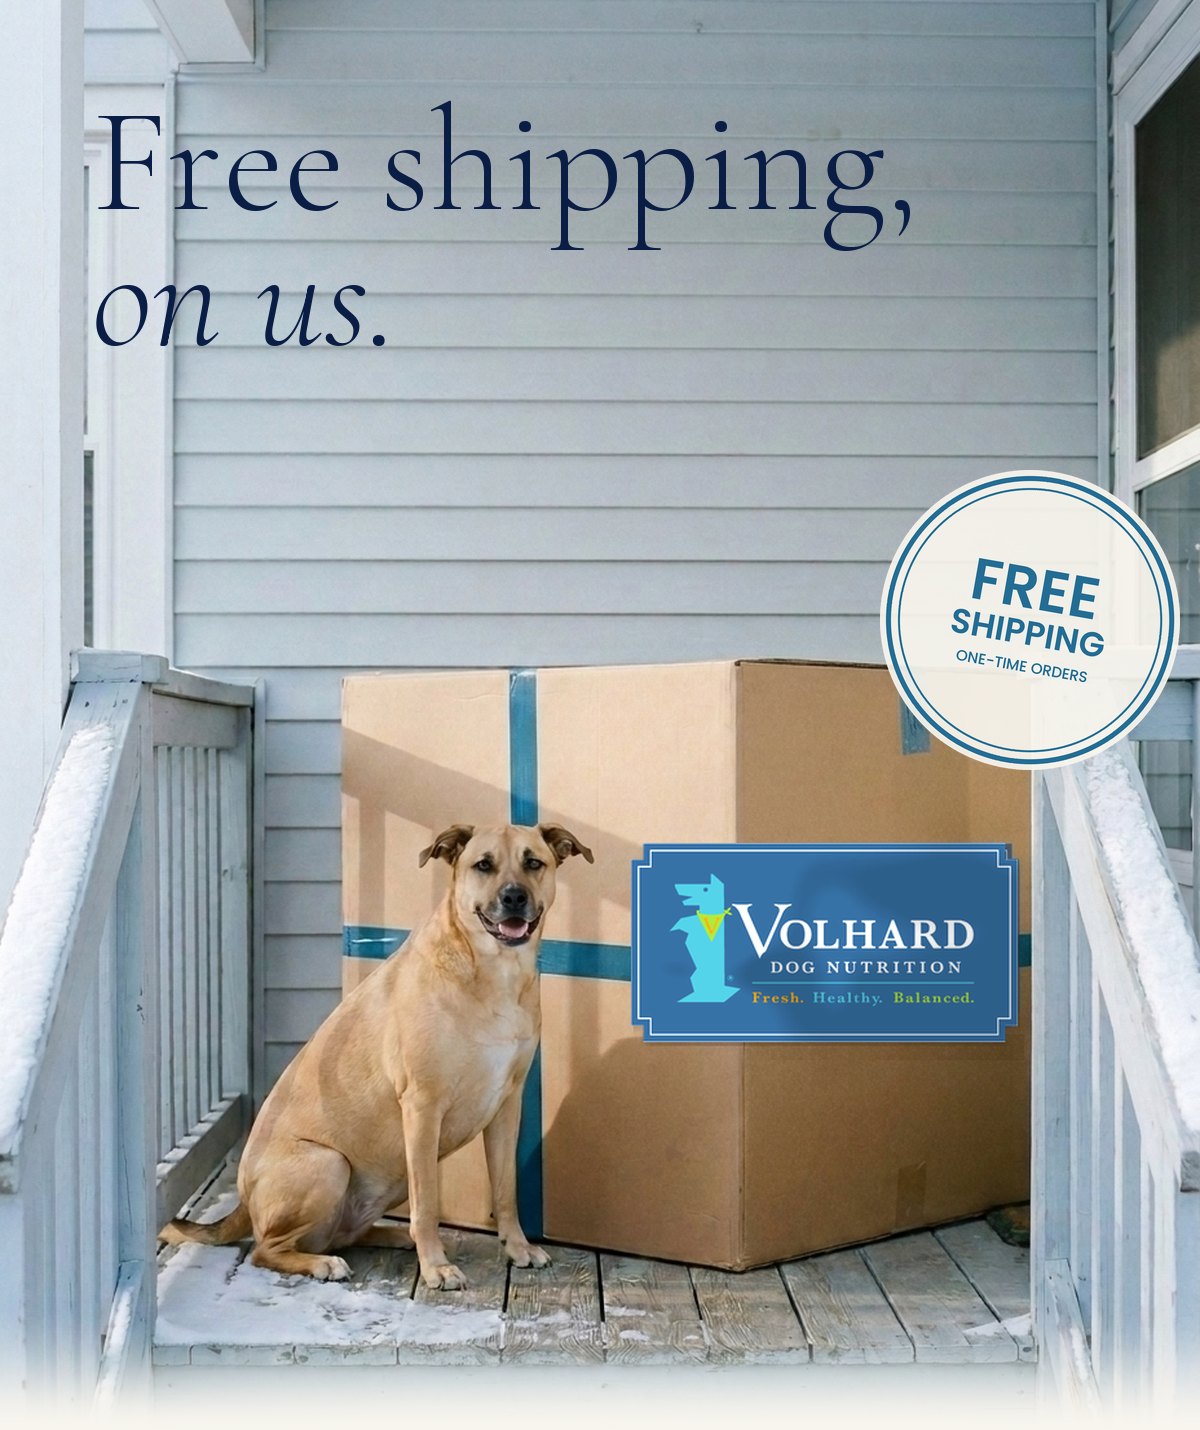 Free shipping,
on us.
FREE
SHIPPING
ONE-TIME ORDERS
VOLHARD
DOG NUTRITION
Fresh. Healthy. Balanced.